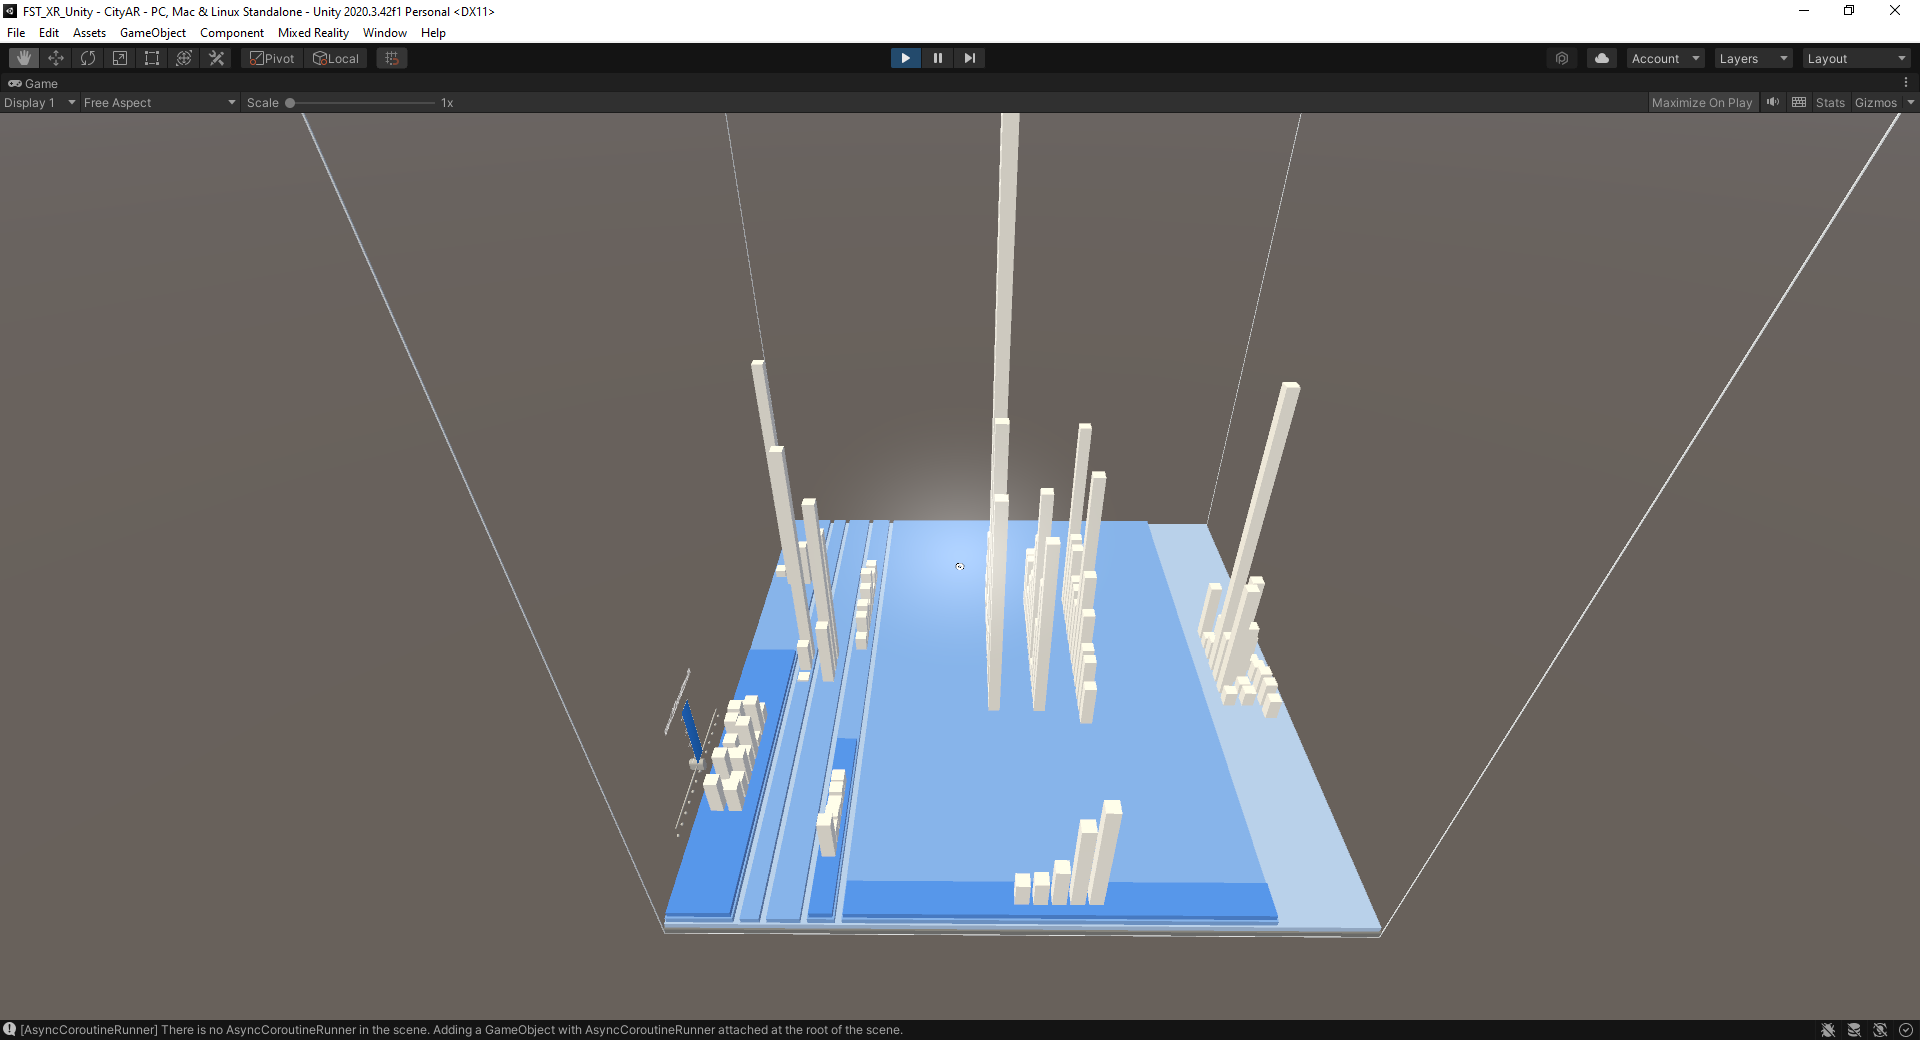 FST_XR_Unity - CityAR - PC, Mac & Linux Standalone - Unity 2020.3.42f1 Personal <DX11>
File Edit Assets GameObject Component Mixed Reality Window Help
Pivot Local Account Layers Layout
Game
Display 1 Free Aspect Scale 1x Maximize On Play Stats Gizmos
[AsyncCoroutineRunner] There is no AsyncCoroutineRunner in the scene. Adding a GameObject with AsyncCoroutineRunner attached at the root of the scene.